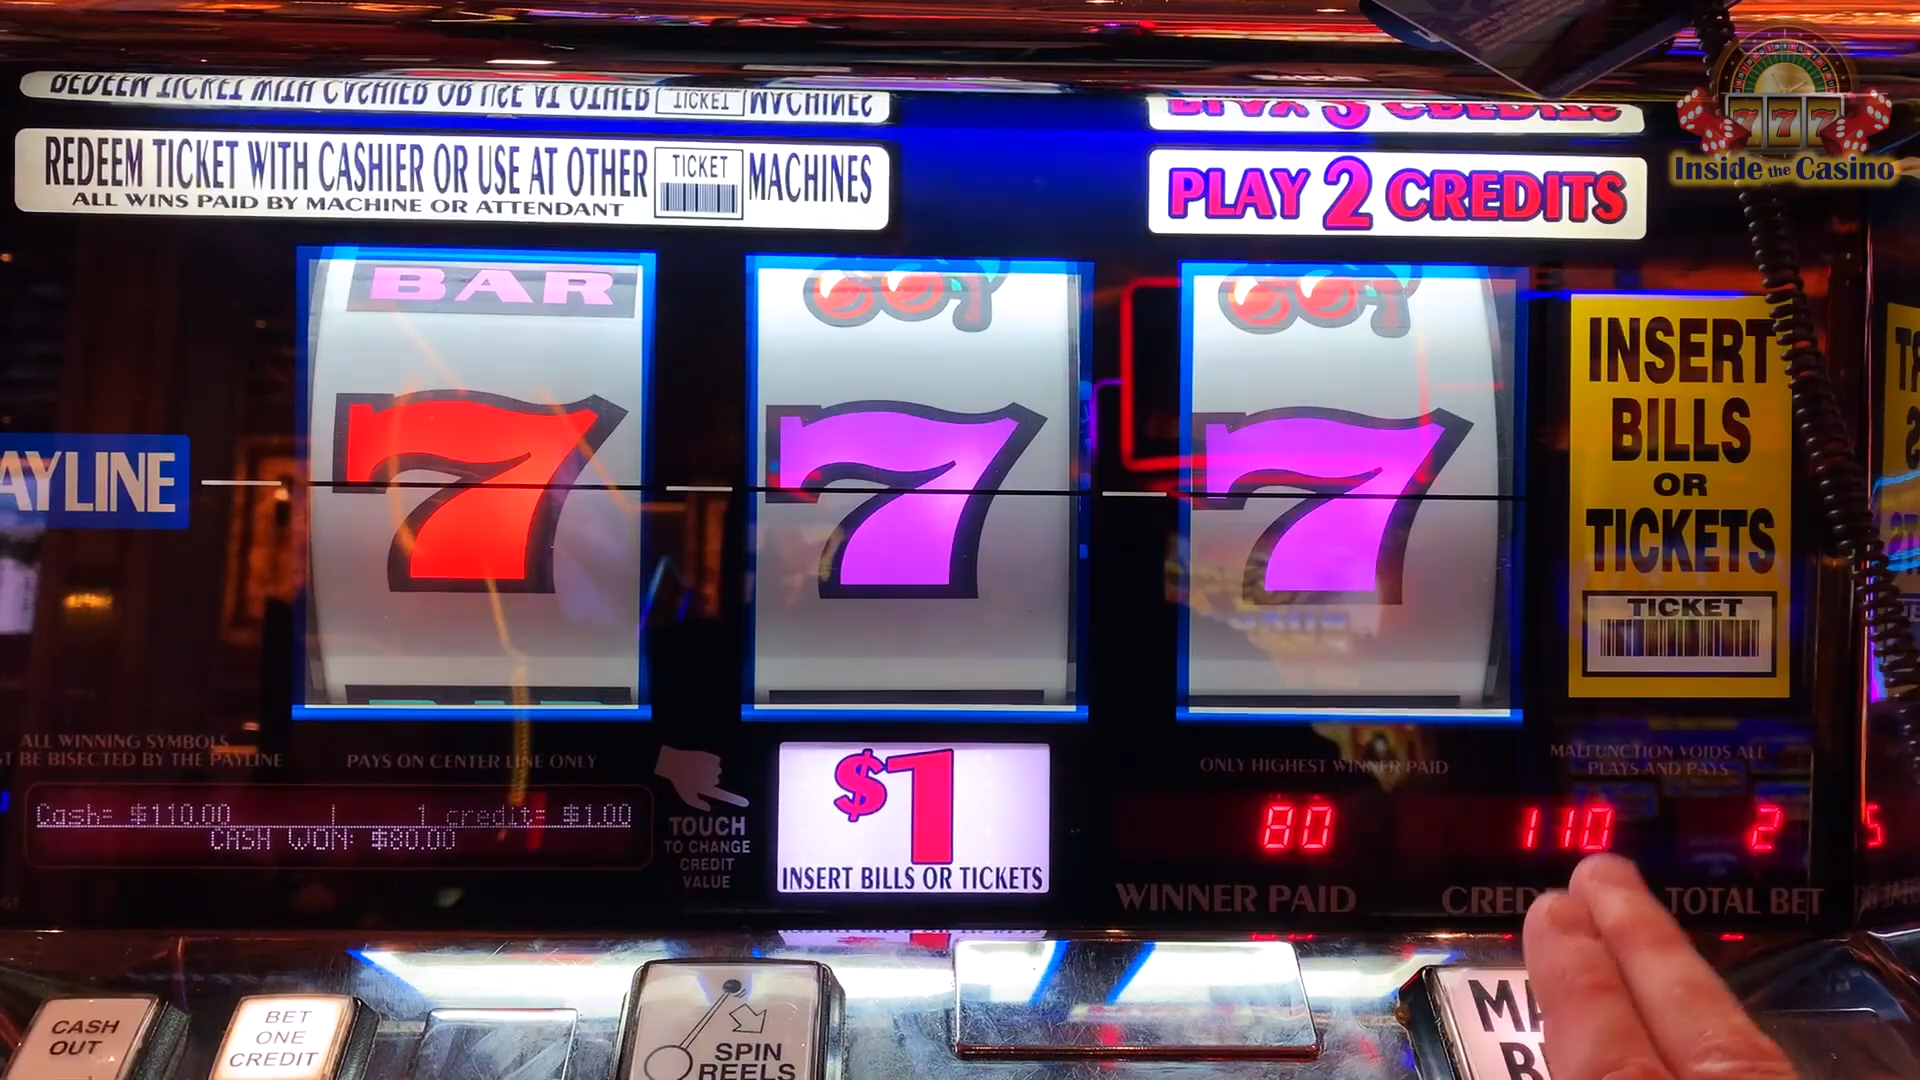 REDEEM TICKET WITH CASHIER OR USE AT OTHER TICKET MACHINES
ALL WINS PAID BY MACHINE OR ATTENDANT
PLAY 2 CREDITS
777
Inside the Casino
BAR
7 7 7
AYLINE
INSERT
BILLS
OR
TICKETS
TICKET
ALL WINNING SYMBOLS
T BE BISECTED BY THE PAYLINE
PAYS ON CENTER LINE ONLY
ONLY HIGHEST WINNER PAID
MALFUNCTION VOIDS ALL
PLAYS AND PAYS
Cash= $110.00 | 1 credit= $1.00
CASH WON: $80.00
TOUCH
TO CHANGE
CREDIT
VALUE
$1
INSERT BILLS OR TICKETS
80 110 2 5
WINNER PAID CRED TOTAL BET
CASH
OUT
BET
ONE
CREDIT
SPIN
REELS
MA
B